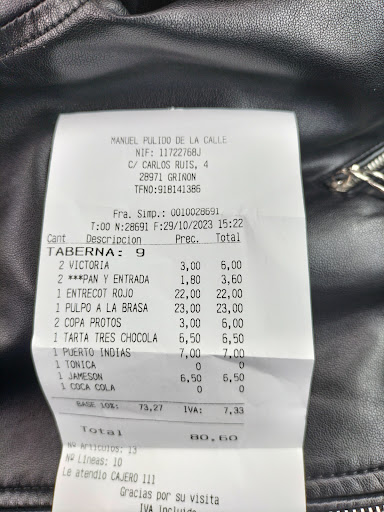 MANUEL PULIDO DE LA CALLE
NIF: 11722768J
C/ CARLOS RUIS, 4
28971 GRIÑON
TFNO:918141386
Fra. Simp.: 0010028691
T:00 N:28691 F:29/10/2023 15:22
Cant Descripcion Prec. Total
TABERNA: 9
2 VICTORIA 3,00 6,00
2 ***PAN Y ENTRADA 1,80 3,60
1 ENTRECOT ROJO 22,00 22,00
1 PULPO A LA BRASA 23,00 23,00
2 COPA PROTOS 3,00 6,00
1 TARTA TRES CHOCOLA 6,50 6,50
1 PUERTO INDIAS 7,00 7,00
1 TONICA 0 0
1 JAMESON 6,50 6,50
1 COCA COLA 0 0
BASE 10%: 73,27 IVA: 7,33
Total 80,60
Nº Articulos: 13
Nº Lineas: 10
Le atendio CAJERO 111
Gracias por su visita
IVA Incluido